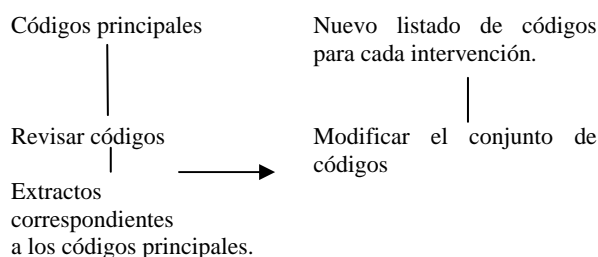 Códigos principales
Revisar códigos
Extractos
correspondientes
a los códigos principales.
Nuevo listado de códigos
para cada intervención.
Modificar el conjunto de
códigos